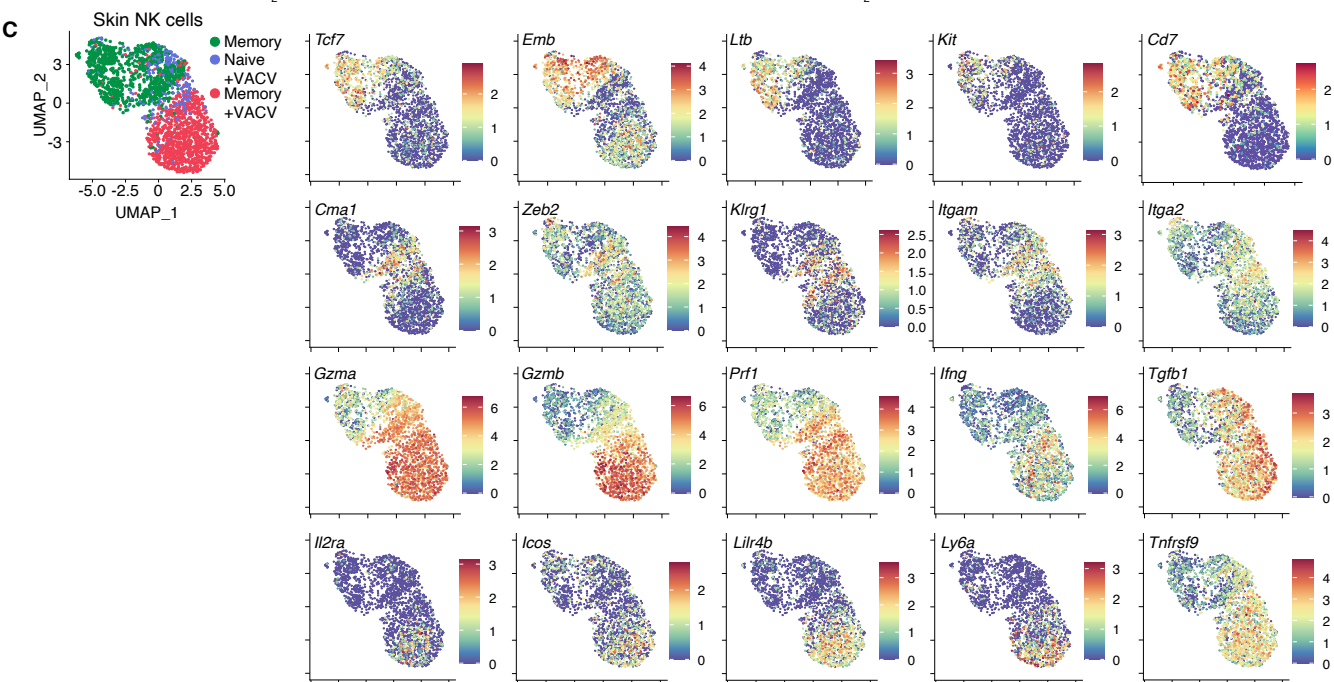 C
Skin NK cells
Memory
Naive
+VACV
Memory
+VACV
UMAP_2
3
0
-3
-5.0 -2.5 0 2.5 5.0
UMAP_1
Tcf7
2
1
0
Emb
4
3
2
1
0
Ltb
3
2
1
0
Kit
2
1
0
Cd7
2
1
0
Cma1
3
2
1
0
Zeb2
4
3
2
1
0
Klrg1
2.5
2.0
1.5
1.0
0.5
0.0
Itgam
3
2
1
0
Itga2
4
3
2
1
0
Gzma
6
4
2
0
Gzmb
6
4
2
0
Prf1
4
3
2
1
0
Ifng
6
4
2
0
Tgfb1
3
2
1
0
Il2ra
3
2
1
0
Icos
2
1
0
Lilr4b
3
2
1
0
Ly6a
3
2
1
0
Tnfrsf9
4
3
2
1
0